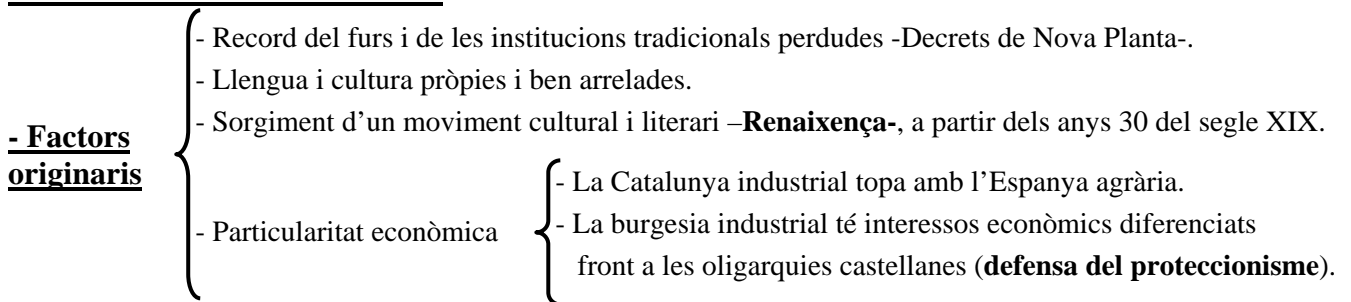 - Record del furs i de les institucions tradicionals perdudes -Decrets de Nova Planta-.
- Llengua i cultura pròpies i ben arrelades.
- Sorgiment d’un moviment cultural i literari –Renaixença-, a partir dels anys 30 del segle XIX.
- Factors
originaris
- La Catalunya industrial topa amb l’Espanya agrària.
- Particularitat econòmica
- La burgesia industrial té interessos econòmics diferenciats
front a les oligarquies castellanes (defensa del proteccionisme).